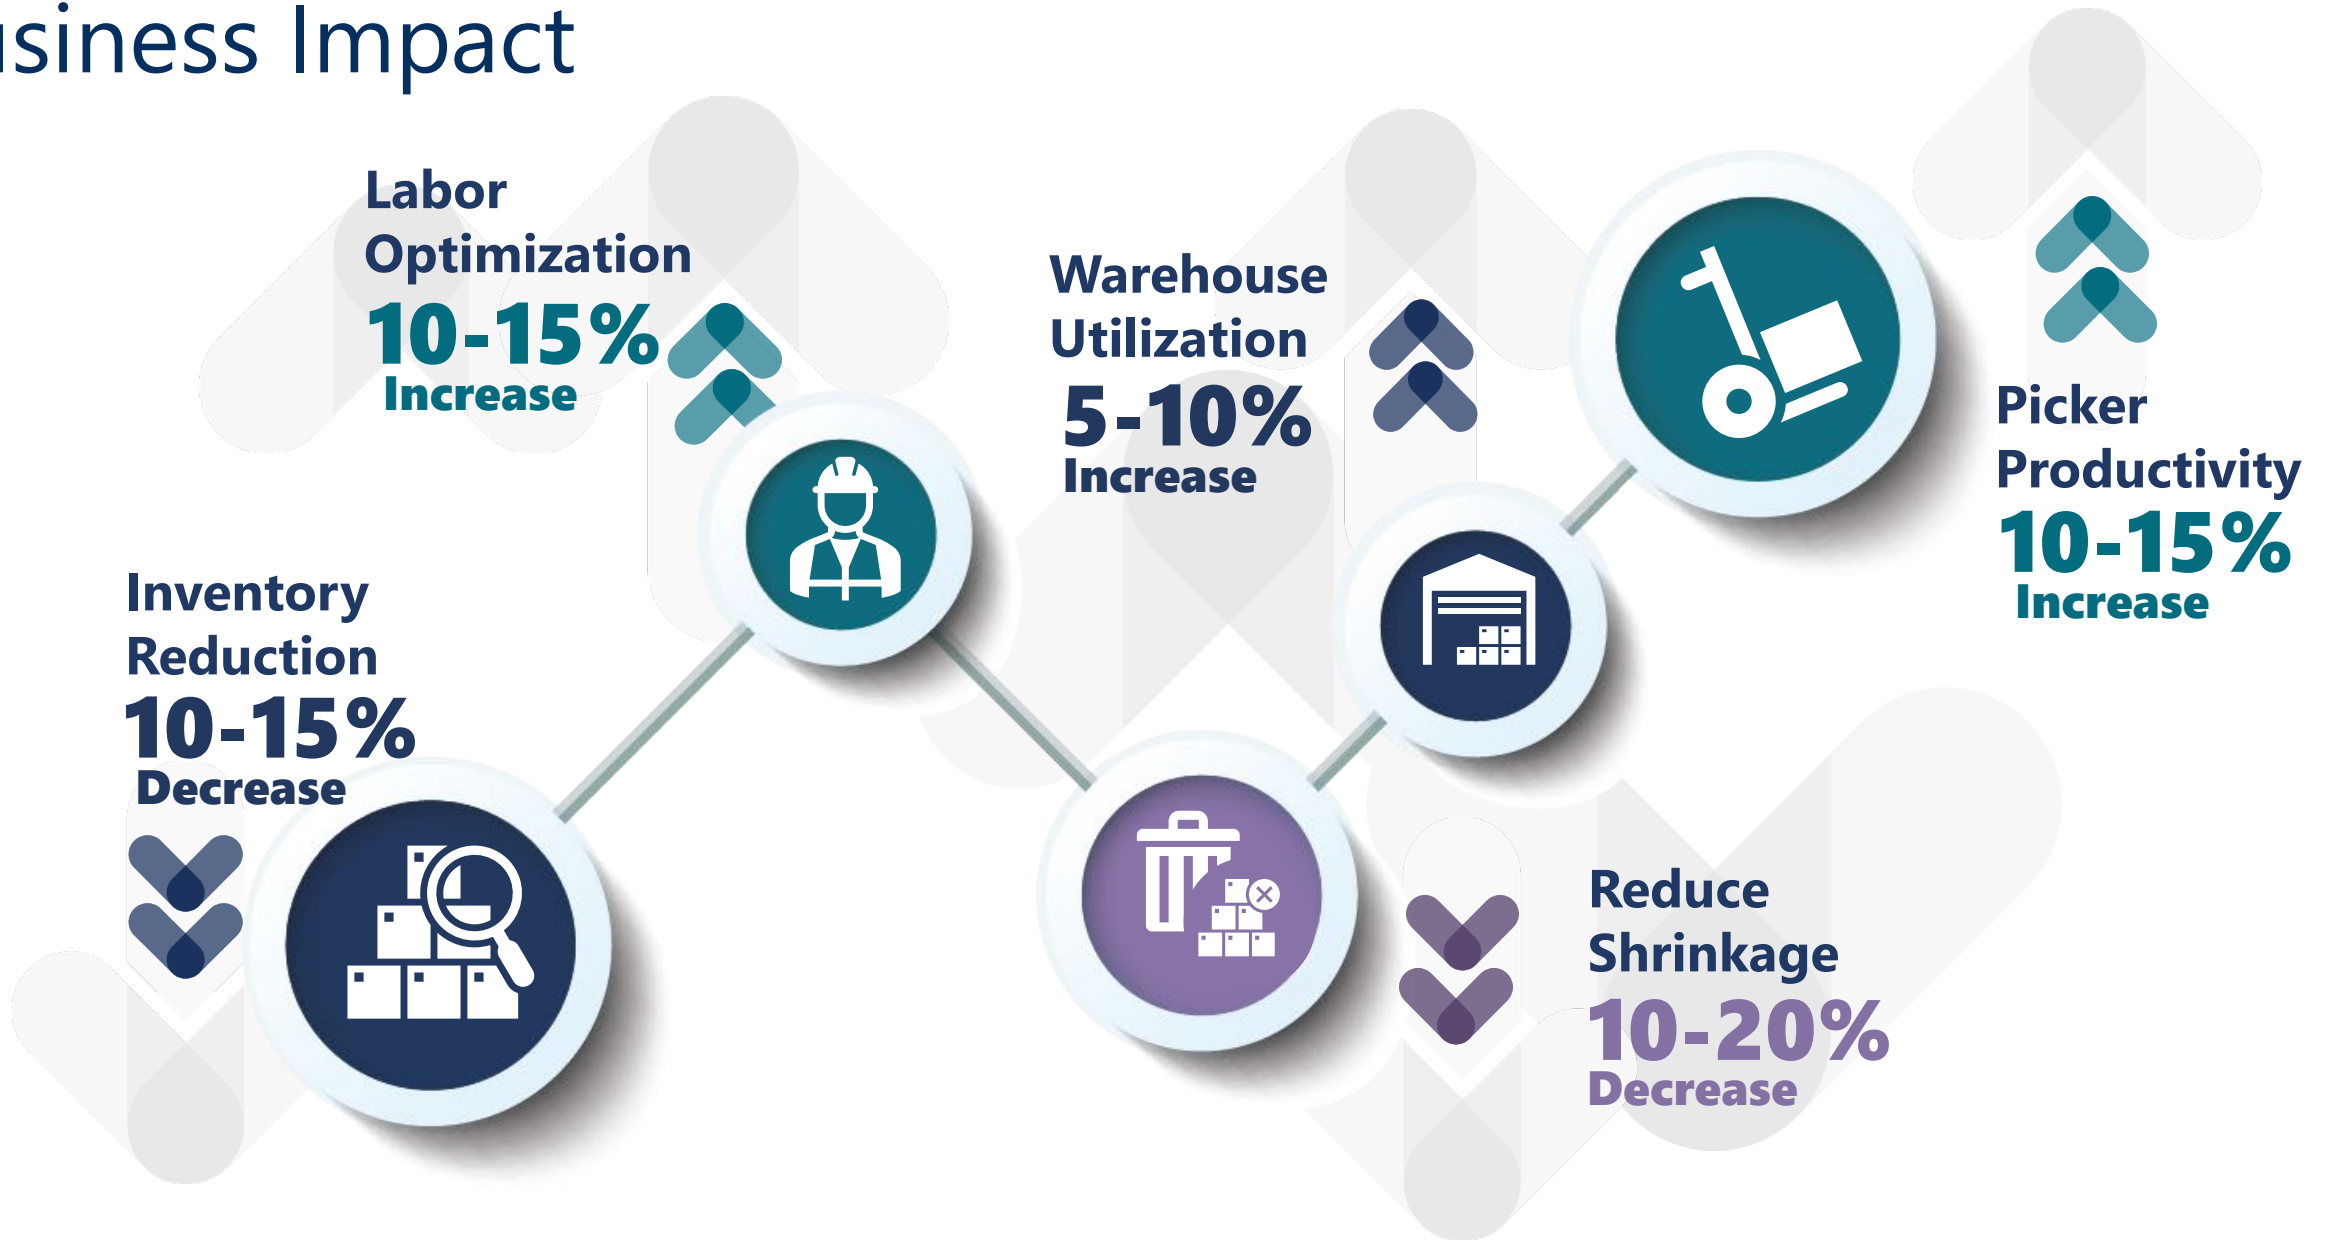 usiness Impact
Labor
Optimization
10-15%
Increase
Warehouse
Utilization
5-10%
Increase
Picker
Productivity
10-15%
Increase
Inventory
Reduction
10-15%
Decrease
Reduce
Shrinkage
10-20%
Decrease